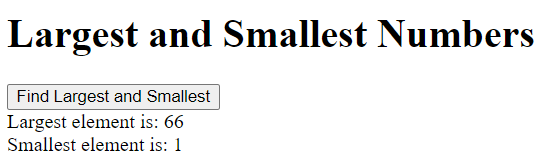 Largest and Smallest Numbers
Find Largest and Smallest
Largest element is: 66
Smallest element is: 1